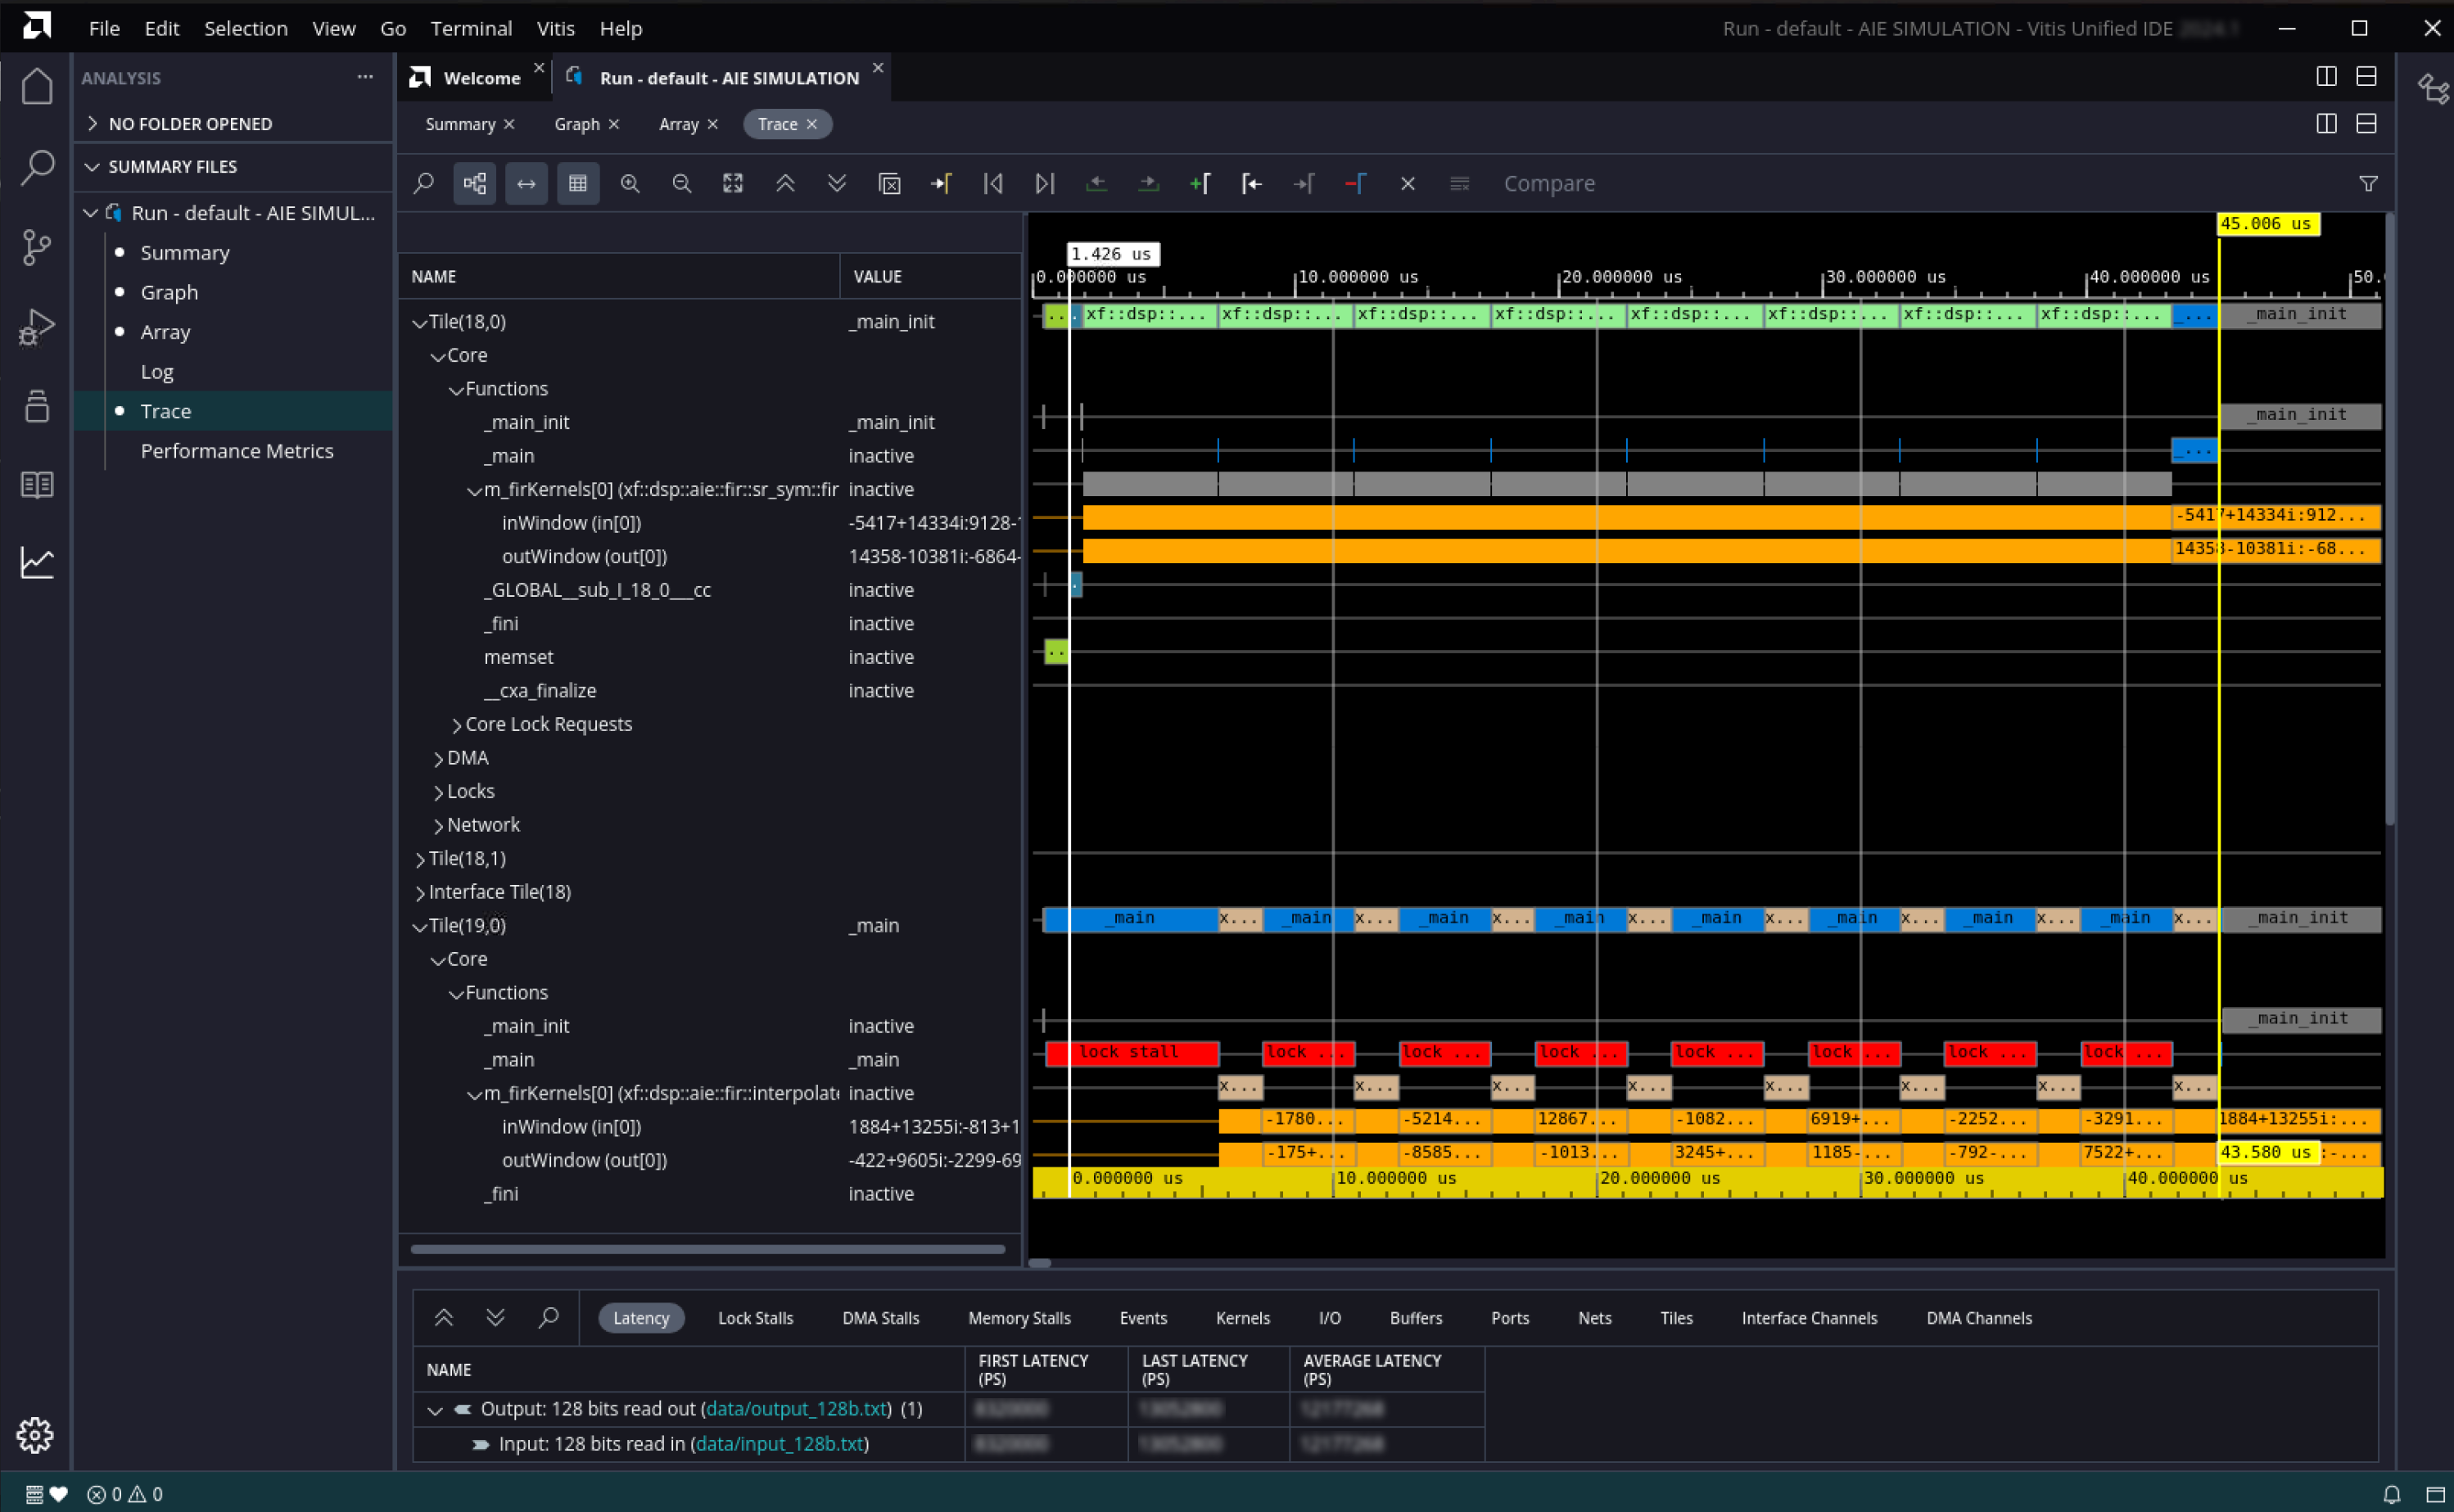 File Edit Selection View Go Terminal Vitis Help
Run - default - AIE SIMULATION - Vitis Unified IDE
ANALYSIS
NO FOLDER OPENED
SUMMARY FILES
Run - default - AIE SIMUL...
Summary
Graph
Array
Log
Trace
Performance Metrics
Welcome
Run - default - AIE SIMULATION
Summary Graph Array Trace
Compare
NAME VALUE
Tile(18,0) _main_init
Core
Functions
_main_init _main_init
_main inactive
m_firKernels[0] (xf::dsp::aie::fir::sr_sym::fir inactive
inWindow (in[0]) -5417+14334i:9128-
outWindow (out[0]) 14358-10381i:-6864-
_GLOBAL__sub_I_18_0___cc inactive
_fini inactive
memset inactive
__cxa_finalize inactive
Core Lock Requests
DMA
Locks
Network
Tile(18,1)
Interface Tile(18)
Tile(19,0) _main
Core
Functions
_main_init inactive
_main _main
m_firKernels[0] (xf::dsp::aie::fir::interpolat inactive
inWindow (in[0]) 1884+13255i:-813+1
outWindow (out[0]) -422+9605i:-2299-69
_fini inactive
45.006 us
1.426 us
0.000000 us 10.000000 us 20.000000 us 30.000000 us 40.000000 us 50.
.. . xf::dsp::... xf::dsp::... xf::dsp::... xf::dsp::... xf::dsp::... xf::dsp::... xf::dsp::... xf::dsp::... _... _main_init
_main_init
_...
-5417+14334i:912...
14358-10381i:-68...
.
..
_main x... _main x... _main x... _main x... _main x... _main x... _main x... _main x... _main_init
_main_init
lock stall lock ... lock ... lock ... lock ... lock ... lock ... lock ...
x... x... x... x... x... x... x... x...
-1780... -5214... 12867... -1082... 6919+... -2252... -3291... 1884+13255i:...
-175+... -8585... -1013... 3245+... 1185-... -792-... 7522+... 43.580 us :-...
0.000000 us 10.000000 us 20.000000 us 30.000000 us 40.000000 us
Latency Lock Stalls DMA Stalls Memory Stalls Events Kernels I/O Buffers Ports Nets Tiles Interface Channels DMA Channels
NAME FIRST LATENCY (PS) LAST LATENCY (PS) AVERAGE LATENCY (PS)
Output: 128 bits read out (data/output_128b.txt) (1)
Input: 128 bits read in (data/input_128b.txt)
0 0